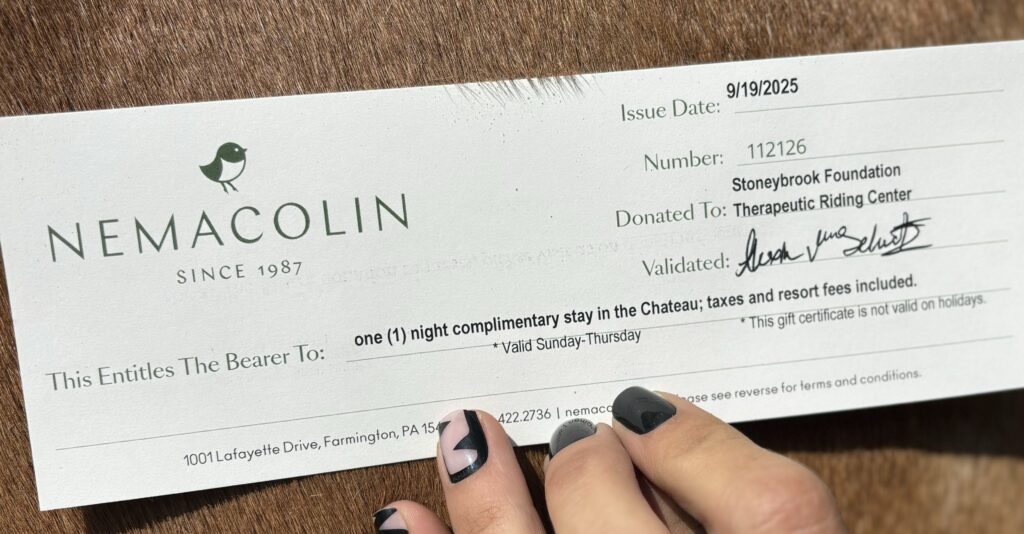 Issue Date: 9/19/2025
Number: 112126
Donated To: Stoneybrook Foundation
Therapeutic Riding Center
Validated:
NEMACOLIN
SINCE 1987
This Entitles The Bearer To: one (1) night complimentary stay in the Chateau; taxes and resort fees included.
* Valid Sunday-Thursday
* This gift certificate is not valid on holidays.
1001 Lafayette Drive, Farmington, PA 422.2736 | see reverse for terms and conditions.